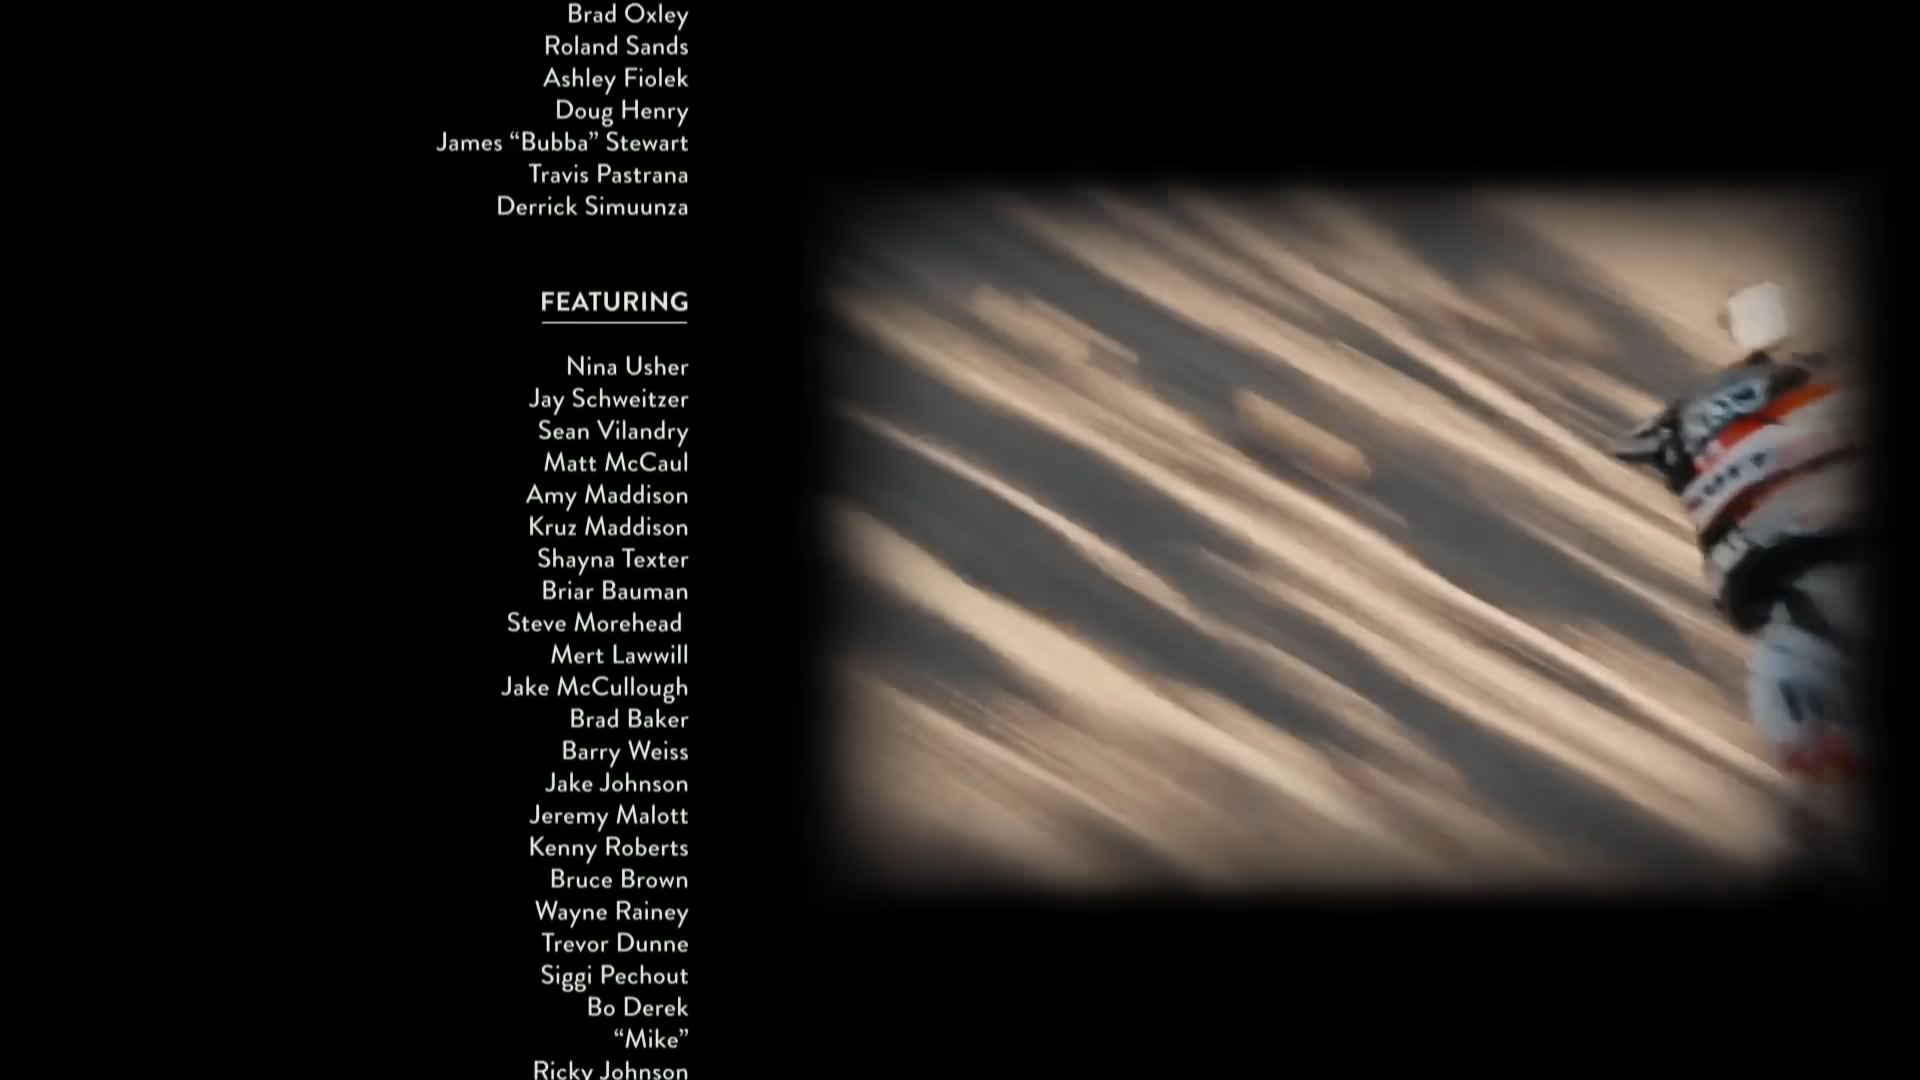 Brad Oxley
Roland Sands
Ashley Fiolek
Doug Henry
James “Bubba” Stewart
Travis Pastrana
Derrick Simuunza
FEATURING
Nina Usher
Jay Schweitzer
Sean Vilandry
Matt McCaul
Amy Maddison
Kruz Maddison
Shayna Texter
Briar Bauman
Steve Morehead
Mert Lawwill
Jake McCullough
Brad Baker
Barry Weiss
Jake Johnson
Jeremy Malott
Kenny Roberts
Bruce Brown
Wayne Rainey
Trevor Dunne
Siggi Pechout
Bo Derek
“Mike”
Ricky Johnson